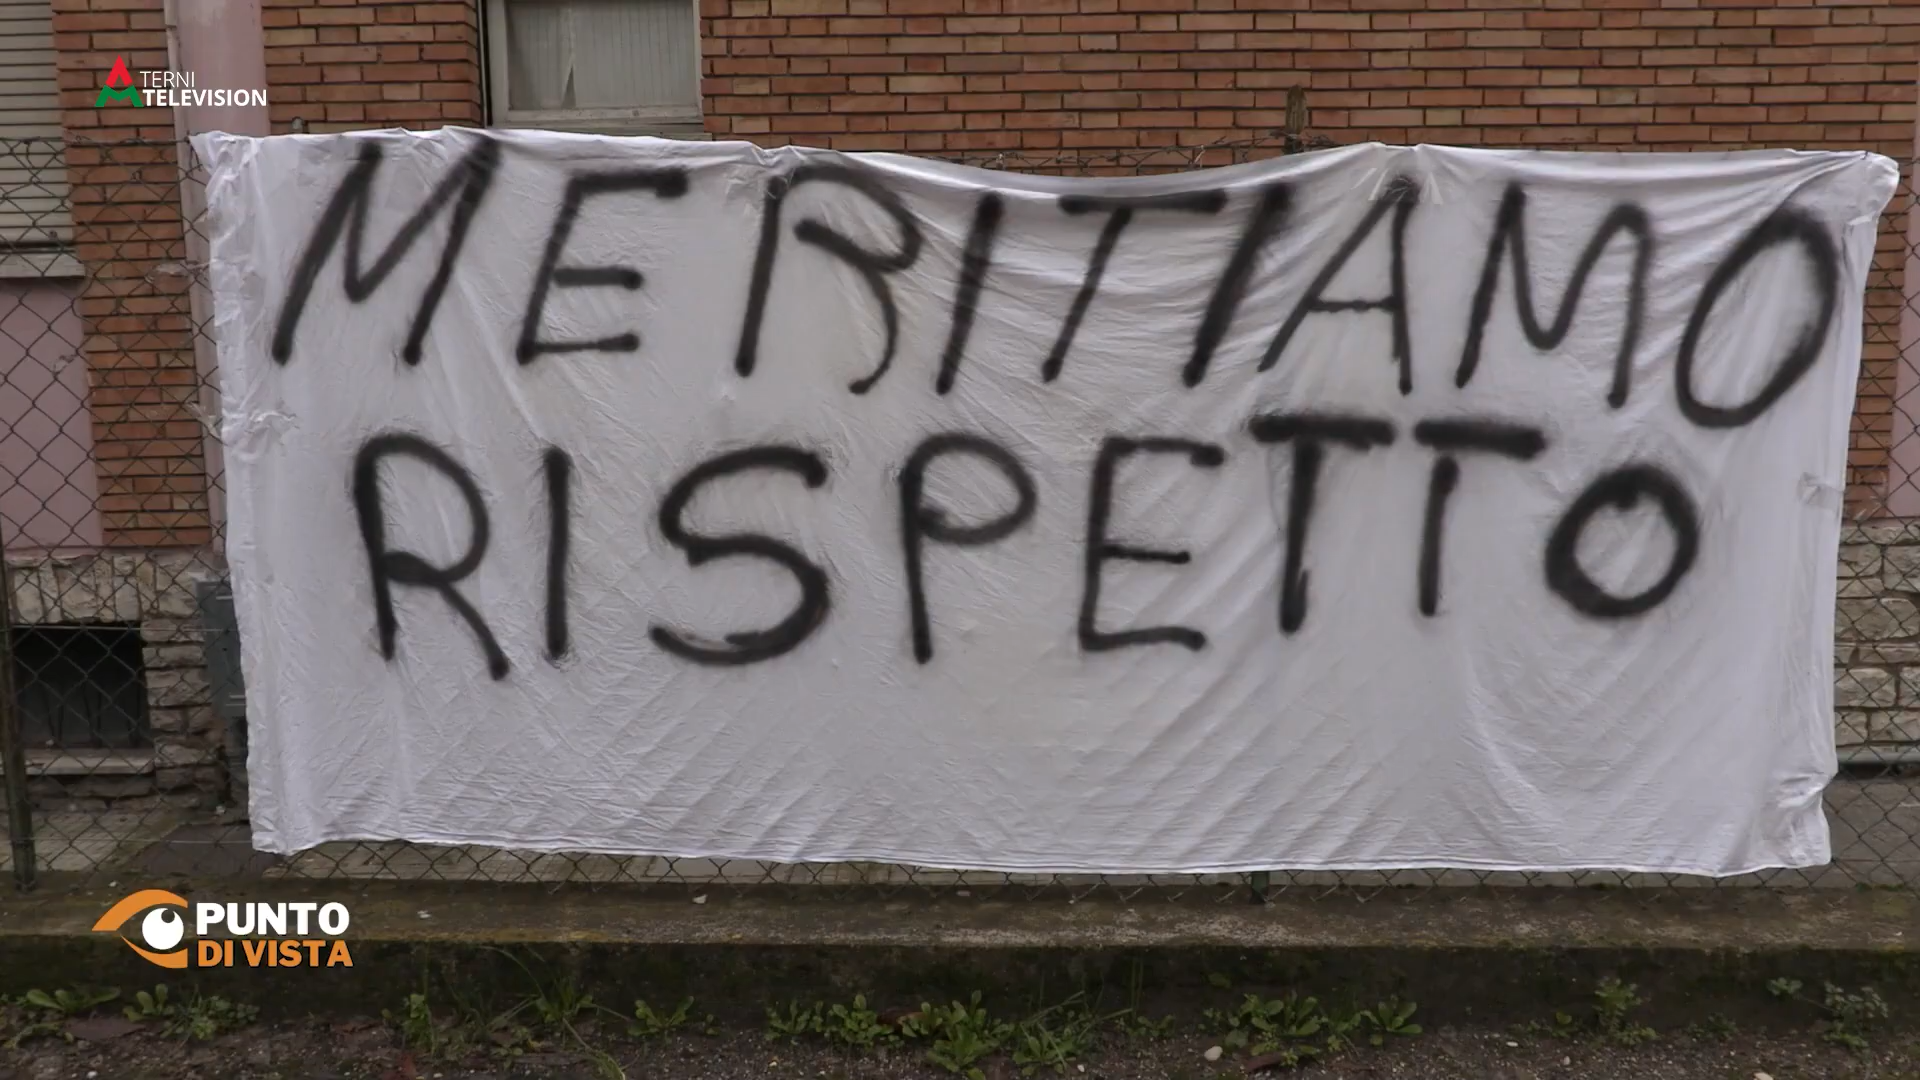 TERNI
TELEVISION
MERITIAMO
RISPETTO
PUNTO
DI VISTA